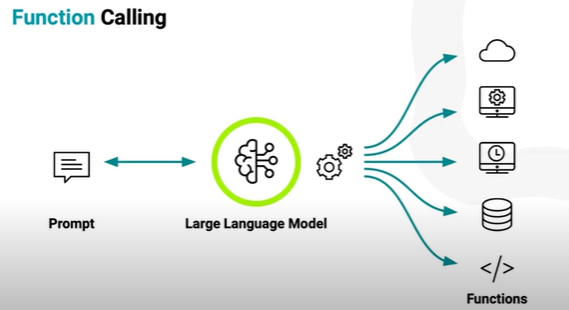 Function Calling
Prompt
Large Language Model
Functions